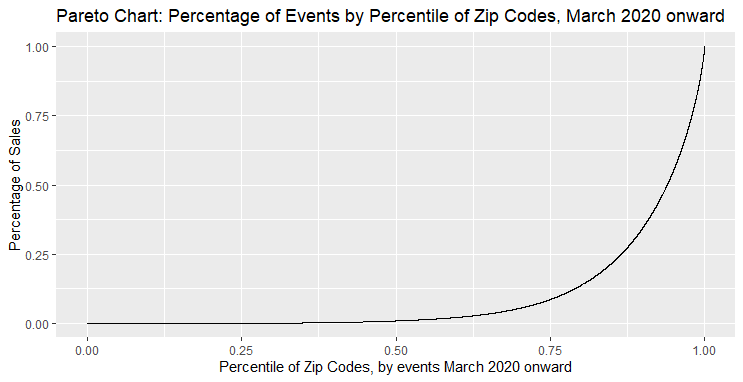 Pareto Chart: Percentage of Events by Percentile of Zip Codes, March 2020 onward
Percentage of Sales
1.00
0.75
0.50
0.25
0.00
0.00 0.25 0.50 0.75 1.00
Percentile of Zip Codes, by events March 2020 onward